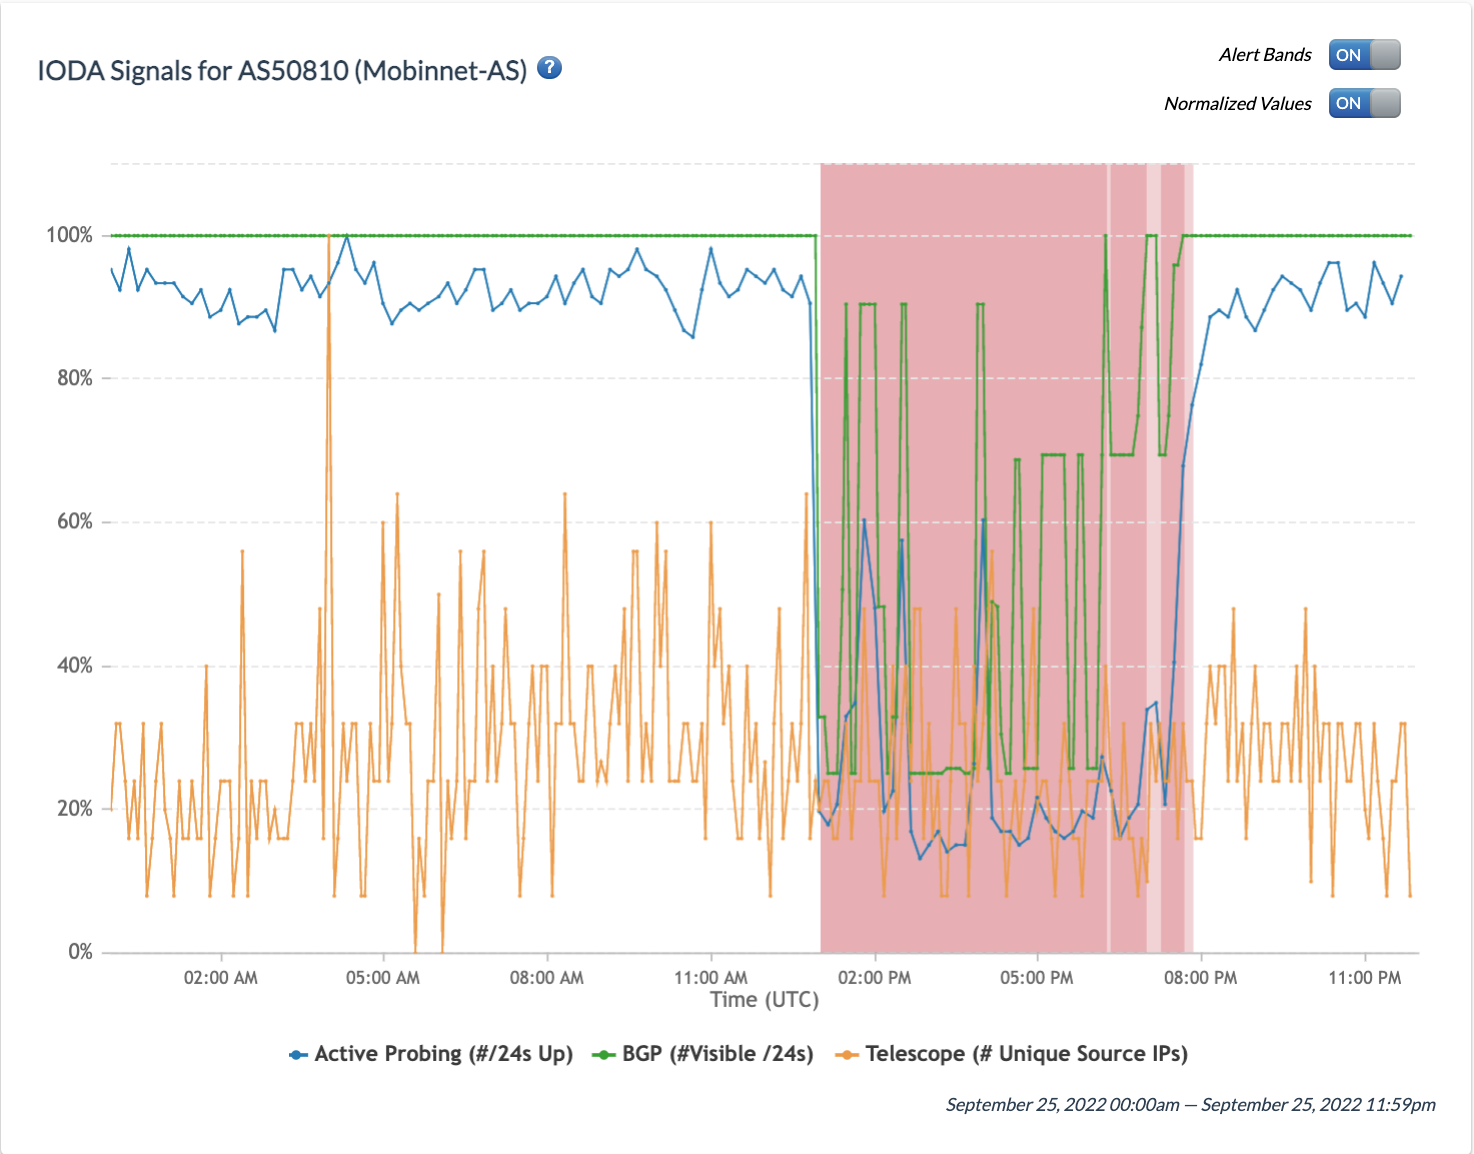 IODA Signals for AS50810 (Mobinnet-AS) ?
Alert Bands ON
Normalized Values ON
100%
80%
60%
40%
20%
0%
02:00 AM 05:00 AM 08:00 AM 11:00 AM 02:00 PM 05:00 PM 08:00 PM 11:00 PM
Time (UTC)
Active Probing (#/24s Up) BGP (#Visible /24s) Telescope (# Unique Source IPs)
September 25, 2022 00:00am — September 25, 2022 11:59pm